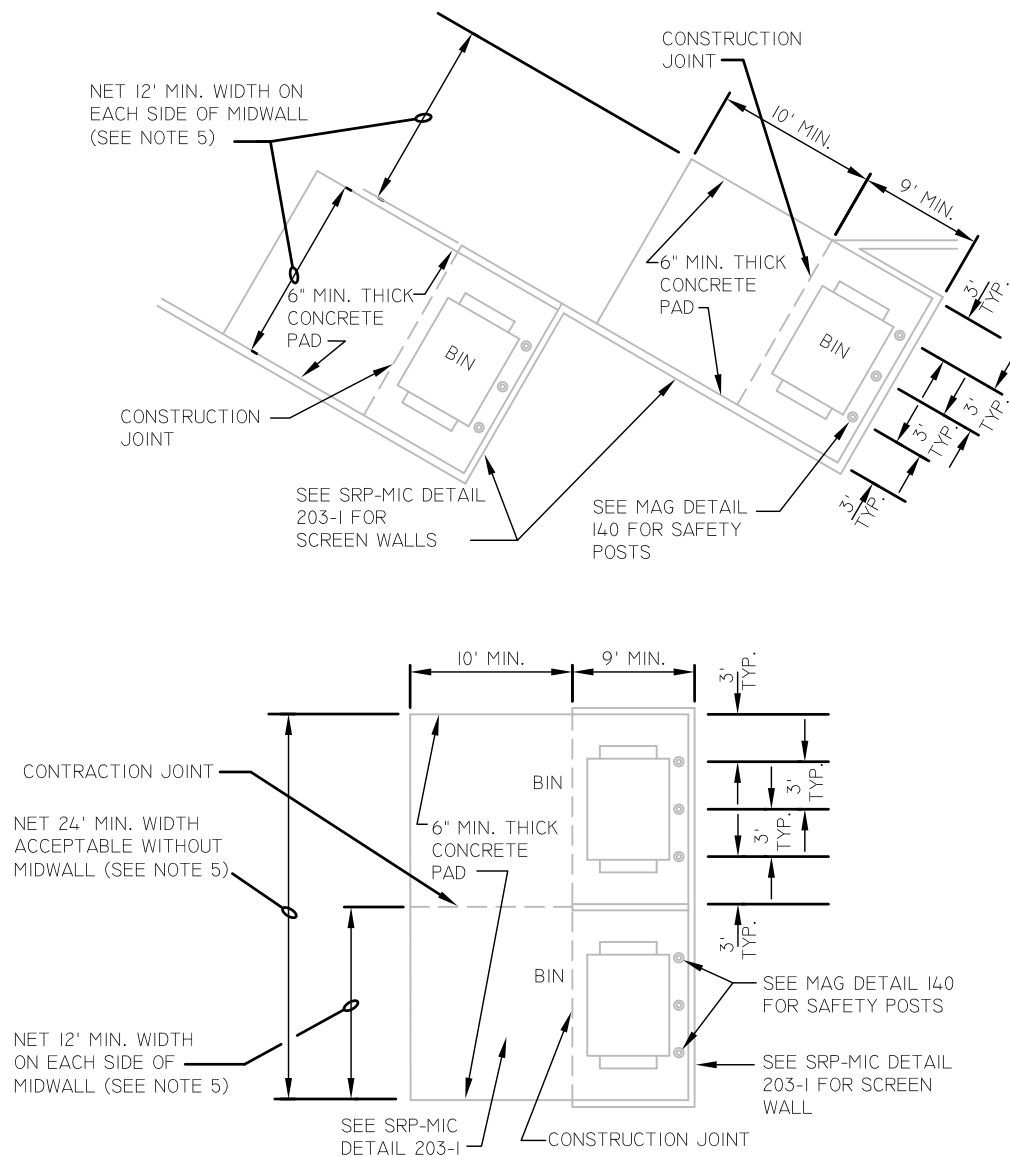 CONSTRUCTION
JOINT
NET 12' MIN. WIDTH ON
EACH SIDE OF MIDWALL
(SEE NOTE 5)
10' MIN.
9' MIN.
6" MIN. THICK
CONCRETE
PAD
6" MIN. THICK
CONCRETE
PAD
3'
TYP.
BIN
BIN
CONSTRUCTION
JOINT
3'
TYP.
3'
TYP.
3'
TYP.
SEE SRP-MIC DETAIL
203-1 FOR
SCREEN WALLS
SEE MAG DETAIL
140 FOR SAFETY
POSTS
10' MIN.
9' MIN.
3'
TYP.
CONTRACTION JOINT
BIN
3'
TYP.
NET 24' MIN. WIDTH
ACCEPTABLE WITHOUT
MIDWALL (SEE NOTE 5)
6" MIN. THICK
CONCRETE
PAD
3'
TYP.
3'
TYP.
BIN
SEE MAG DETAIL 140
FOR SAFETY POSTS
NET 12' MIN. WIDTH
ON EACH SIDE OF
MIDWALL (SEE NOTE 5)
SEE SRP-MIC DETAIL
203-1 FOR SCREEN
WALL
SEE SRP-MIC
DETAIL 203-1
CONSTRUCTION JOINT